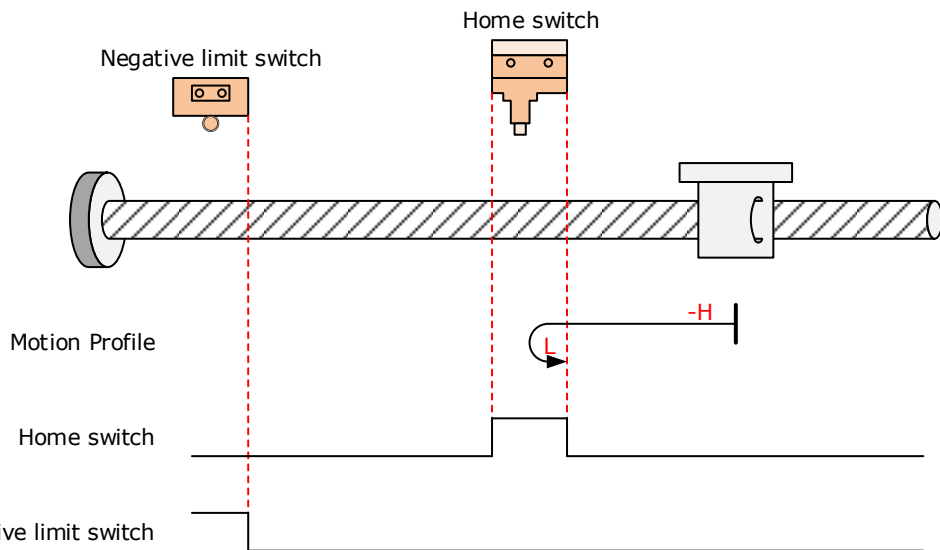 Home switch
Negative limit switch
-H
L
Motion Profile
Home switch
ive limit switch